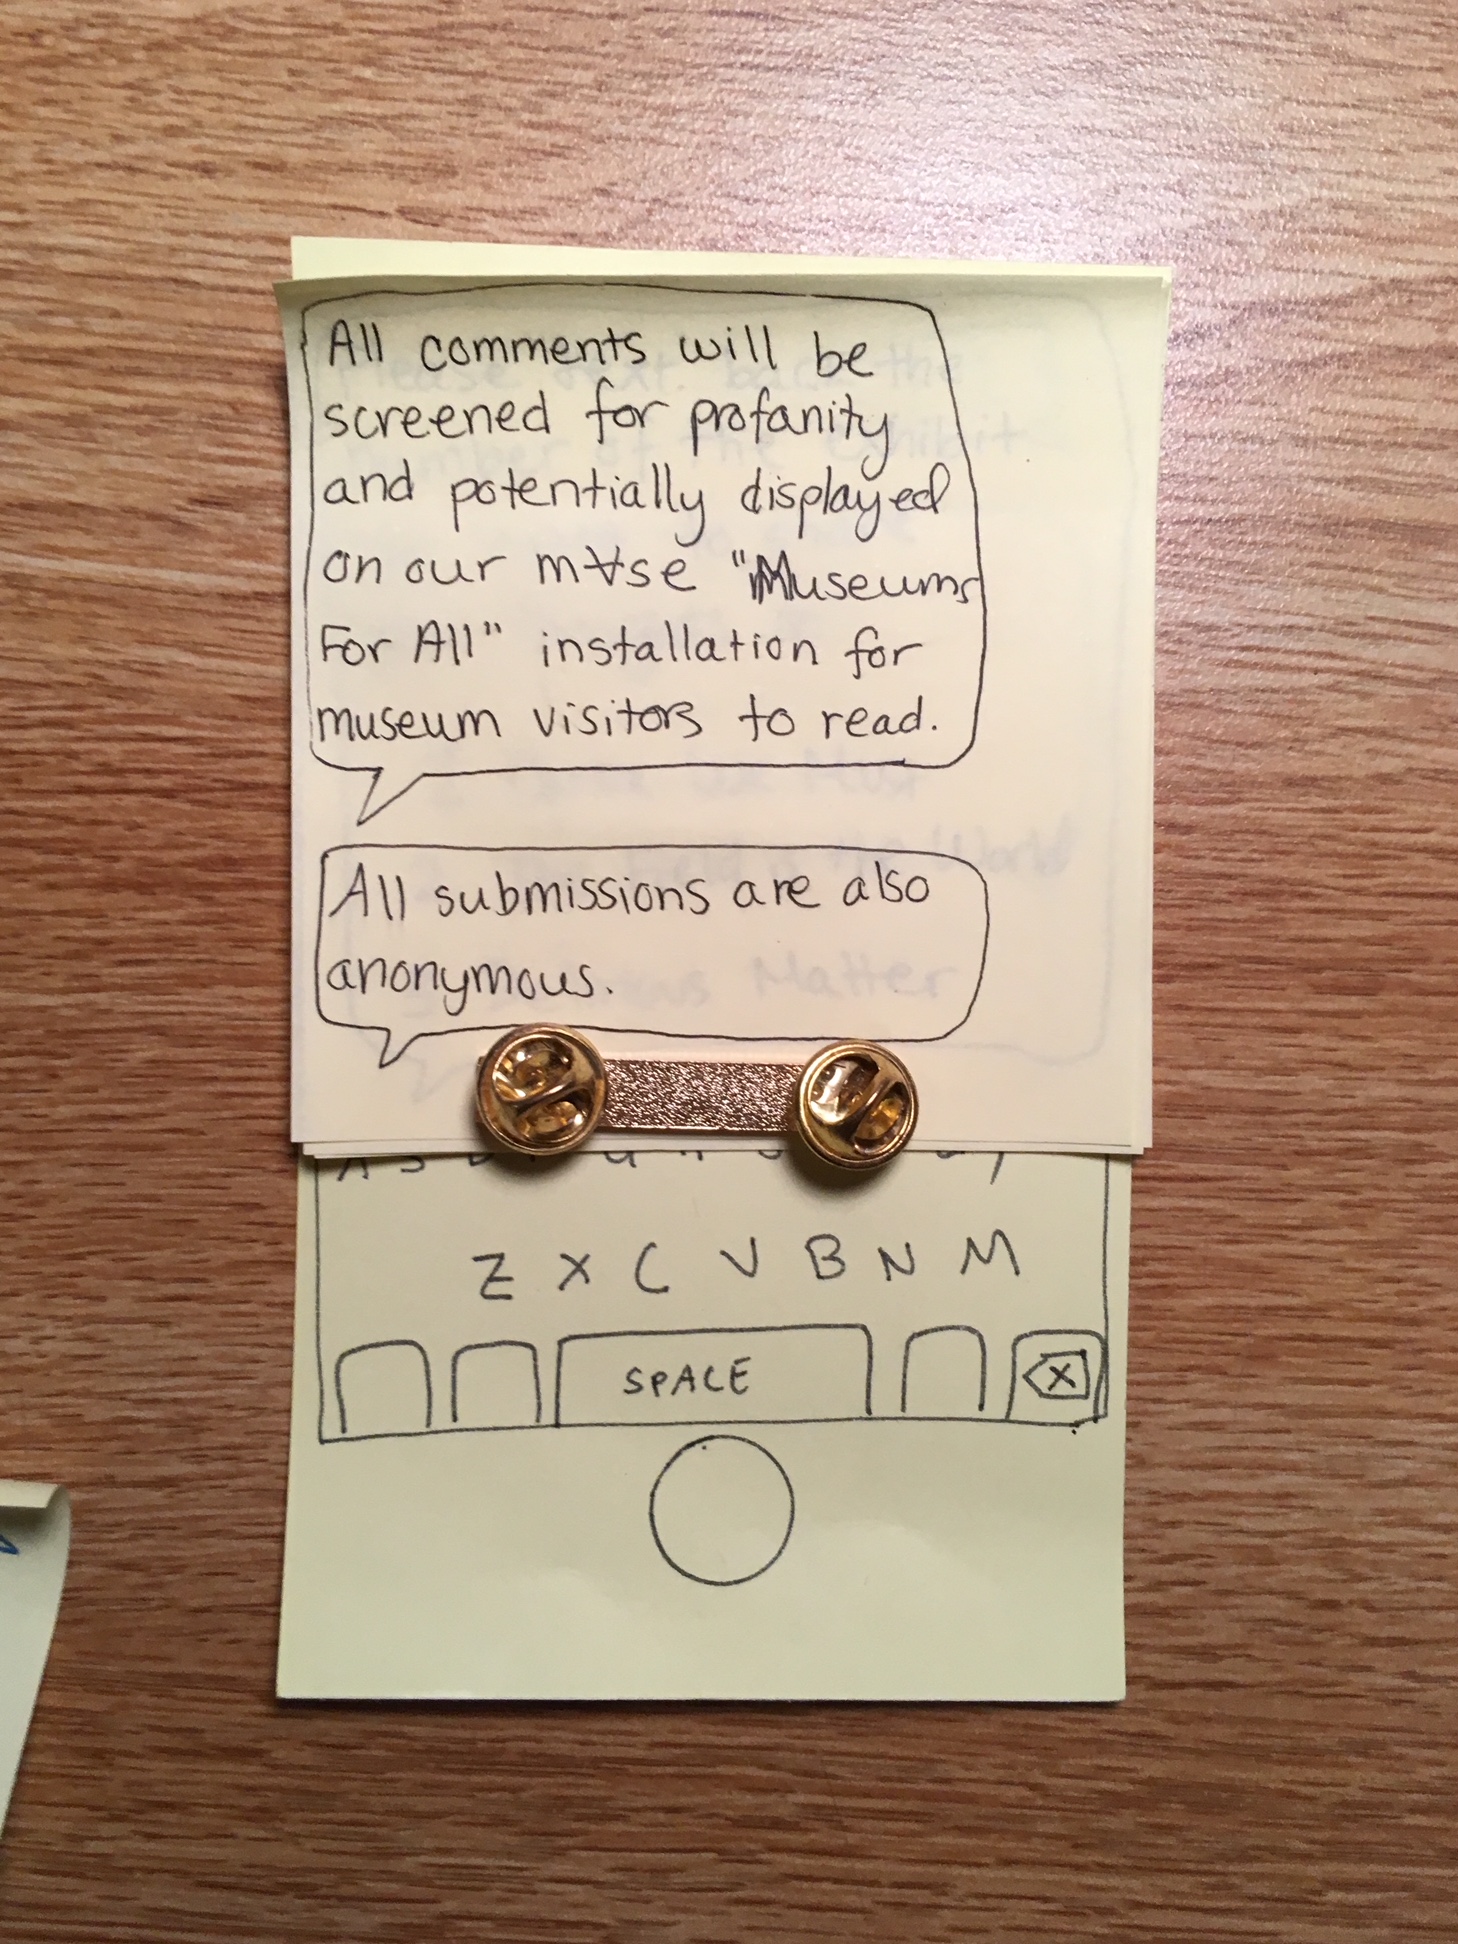 All comments will be
screened for profanity
and potentially displayed
on our m∀se "Museums
For All" installation for
museum visitors to read.
All submissions are also
anonymous.
Z X C V B N M
SPACE
X